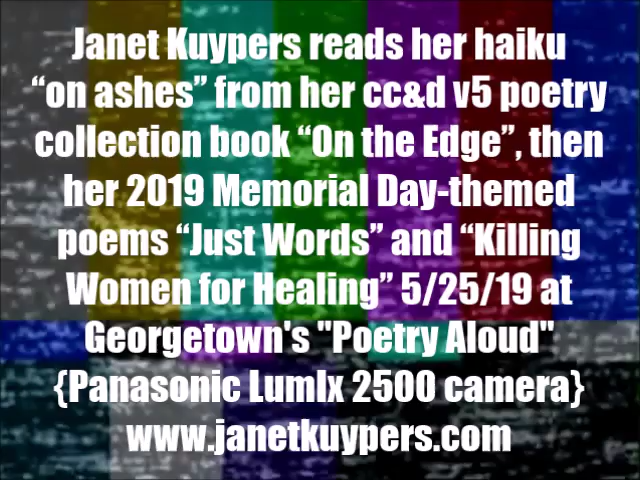 Janet Kuypers reads her haiku
“on ashes” from her cc&d v5 poetry
collection book “On the Edge”, then
her 2019 Memorial Day-themed
poems “Just Words” and “Killing
Women for Healing” 5/25/19 at
Georgetown's "Poetry Aloud"
{Panasonic LumIx 2500 camera}
www.janetkuypers.com